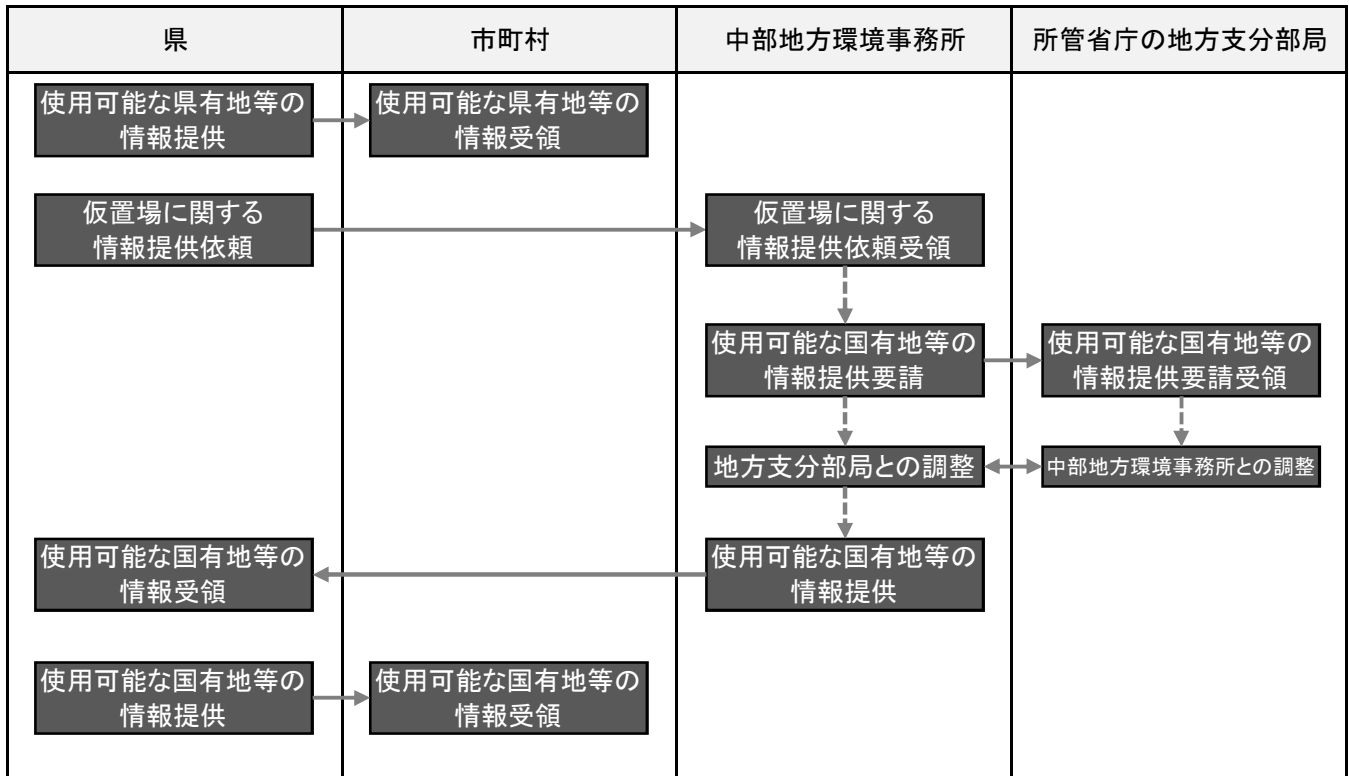 県
市町村
中部地方環境事務所
所管省庁の地方支分部局
使用可能な県有地等の
情報提供
使用可能な県有地等の
情報受領
仮置場に関する
情報提供依頼
仮置場に関する
情報提供依頼受領
使用可能な国有地等の
情報提供要請
使用可能な国有地等の
情報提供要請受領
地方支分部局との調整
中部地方環境事務所との調整
使用可能な国有地等の
情報受領
使用可能な国有地等の
情報提供
使用可能な国有地等の
情報提供
使用可能な国有地等の
情報受領